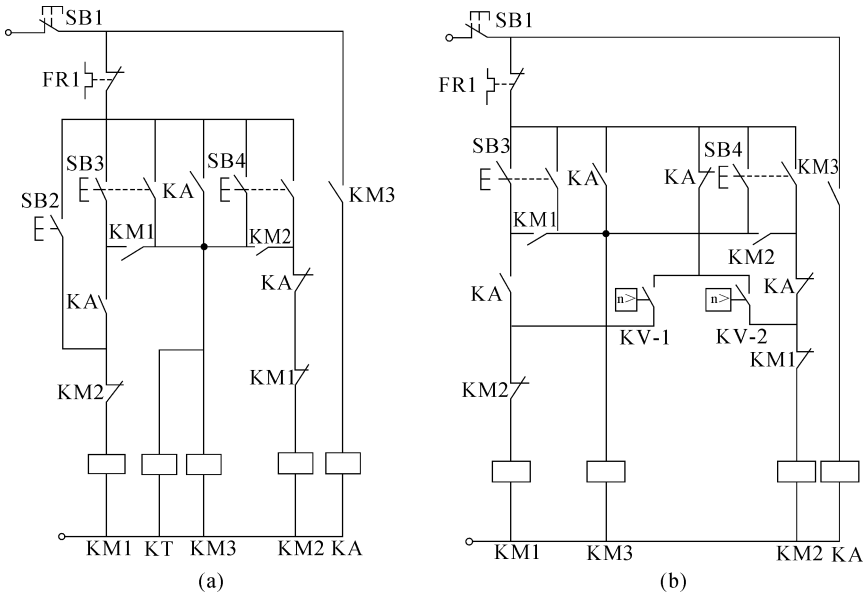 SB1
FR1
SB3
SB4
SB2
KA
KM3
KM1
KM2
KA
KA
KM2
KM1
KM1
KT
KM3
KM2
KA
(a)
SB1
FR1
SB3
SB4
KM3
KA
KA
KM1
KM2
KA
KA
n>
n>
KV-1
KV-2
KM1
KM2
KM1
KM3
KM2
KA
(b)